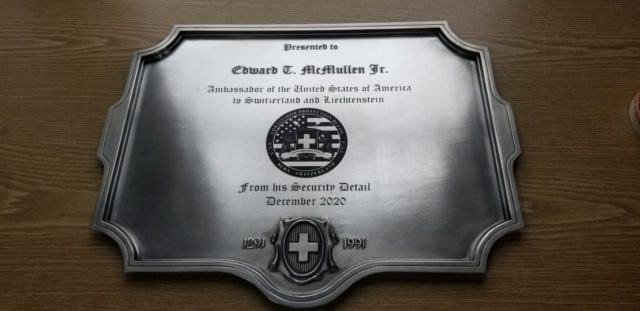 Presented to
Edward T. McMullen Jr.
Ambassador of the United States of America
to Switzerland and Liechtenstein
From his Security Detail
December 2020
1291 1991